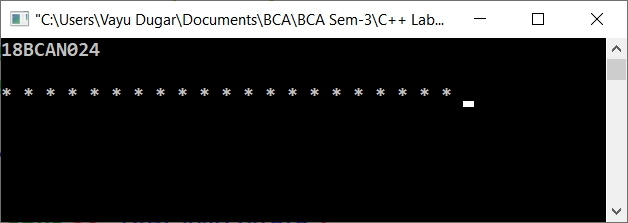 "C:\Users\Vayu Dugar\Documents\BCA\BCA Sem-3\C++ Lab...
18BCAN024
* * * * * * * * * * * * * * * * * * * * *